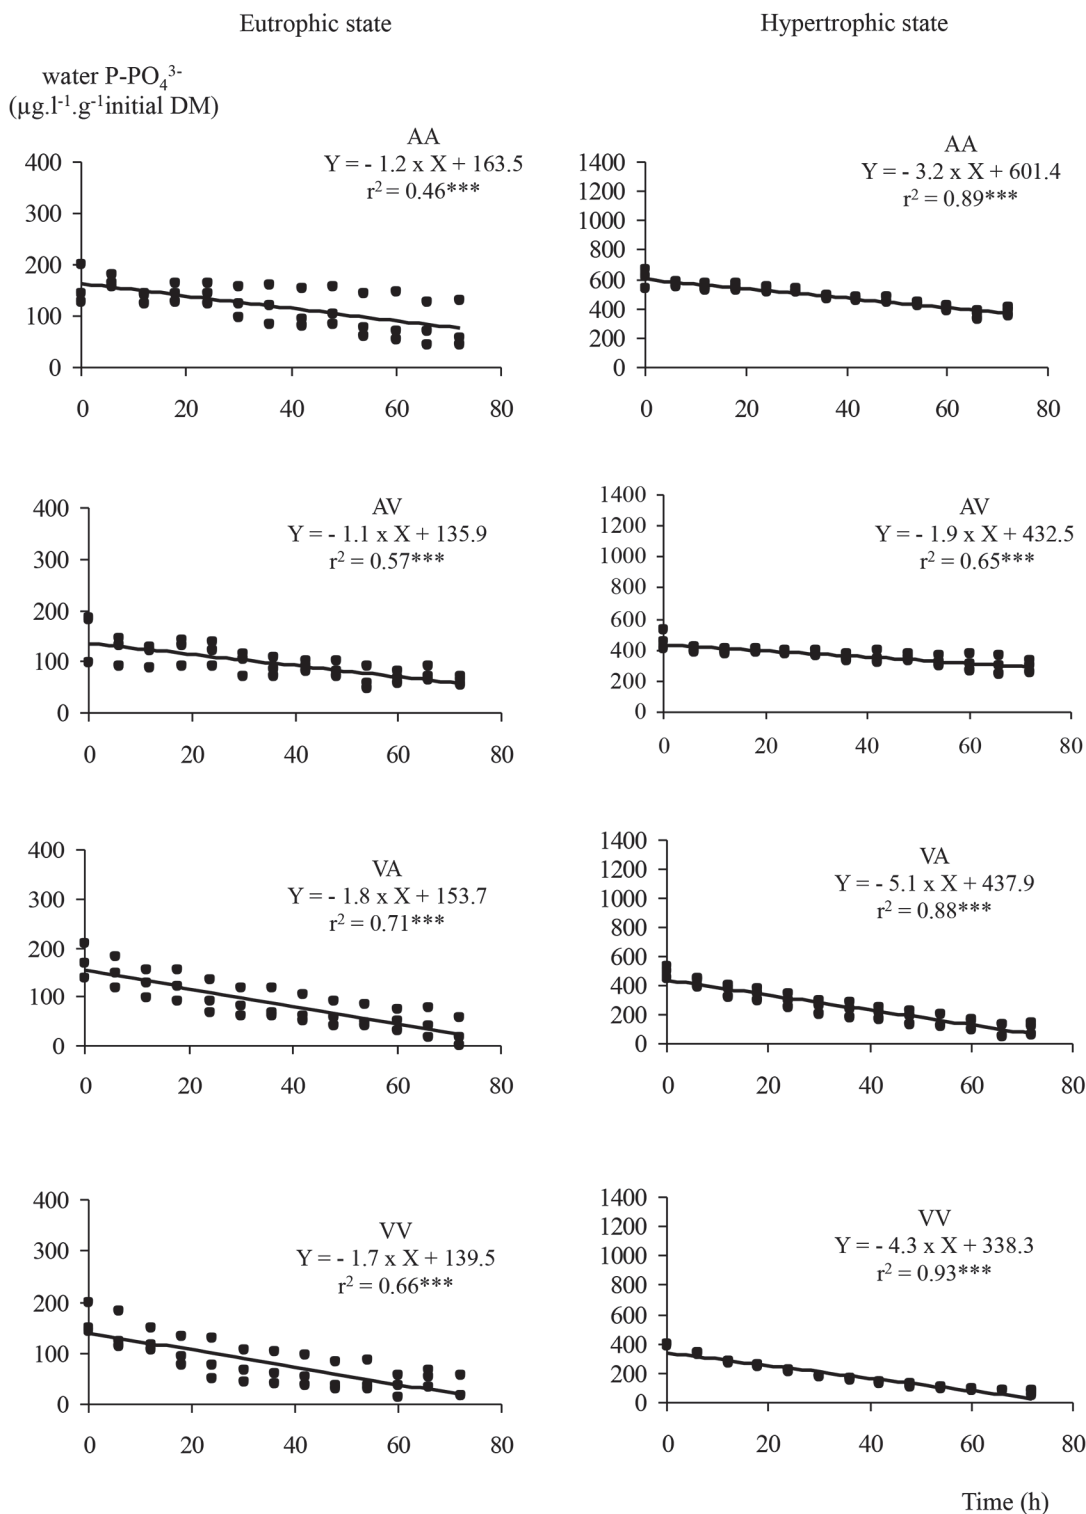 Eutrophic state
Hypertrophic state
water P-PO₄³⁻
(µg.l⁻¹.g⁻¹initial DM)
AA
Y = - 1.2 x X + 163.5
r² = 0.46***
400
300
200
100
0
0 20 40 60 80
AA
Y = - 3.2 x X + 601.4
r² = 0.89***
1400
1200
1000
800
600
400
200
0
0 20 40 60 80
AV
Y = - 1.1 x X + 135.9
r² = 0.57***
400
300
200
100
0
0 20 40 60 80
AV
Y = - 1.9 x X + 432.5
r² = 0.65***
1400
1200
1000
800
600
400
200
0
0 20 40 60 80
VA
Y = - 1.8 x X + 153.7
r² = 0.71***
400
300
200
100
0
0 20 40 60 80
VA
Y = - 5.1 x X + 437.9
r² = 0.88***
1400
1200
1000
800
600
400
200
0
0 20 40 60 80
VV
Y = - 1.7 x X + 139.5
r² = 0.66***
400
300
200
100
0
0 20 40 60 80
VV
Y = - 4.3 x X + 338.3
r² = 0.93***
1400
1200
1000
800
600
400
200
0
0 20 40 60 80
Time (h)